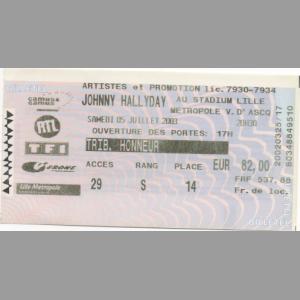 ARTISTES et PROMOTION lic.7930-7934
JOHNNY HALLYDAY AU STADIUM LILLE
METROPOLE V.D'ASCQ
SAMEDI 05 JUILLET 2003 20H30
OUVERTURE DES PORTES: 17H
TRIB. HONNEUR
ACCES RANG PLACE EUR 82,00
29 S 14 FRF 537,88
Fr. de loc.
RTL
TF1
Lille Metropole